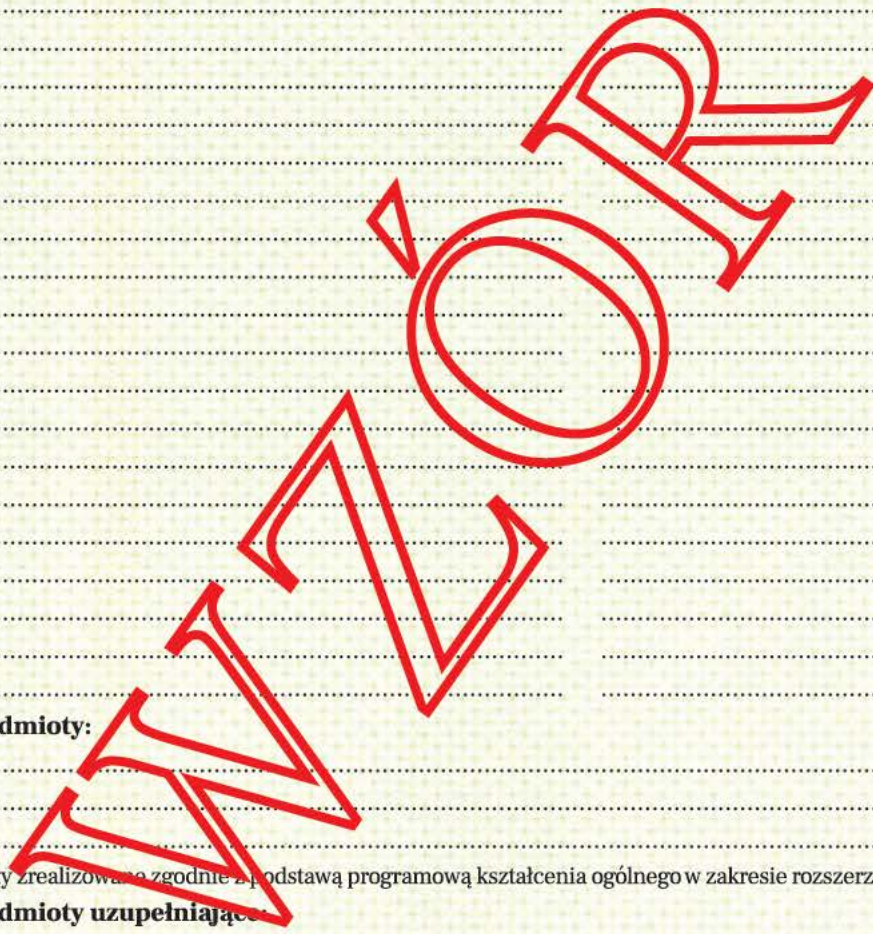 WZÓR
dmioty:
y zrealizowane zgodnie z podstawą programową kształcenia ogólnego w zakresie rozszerz
dmioty uzupełniające: